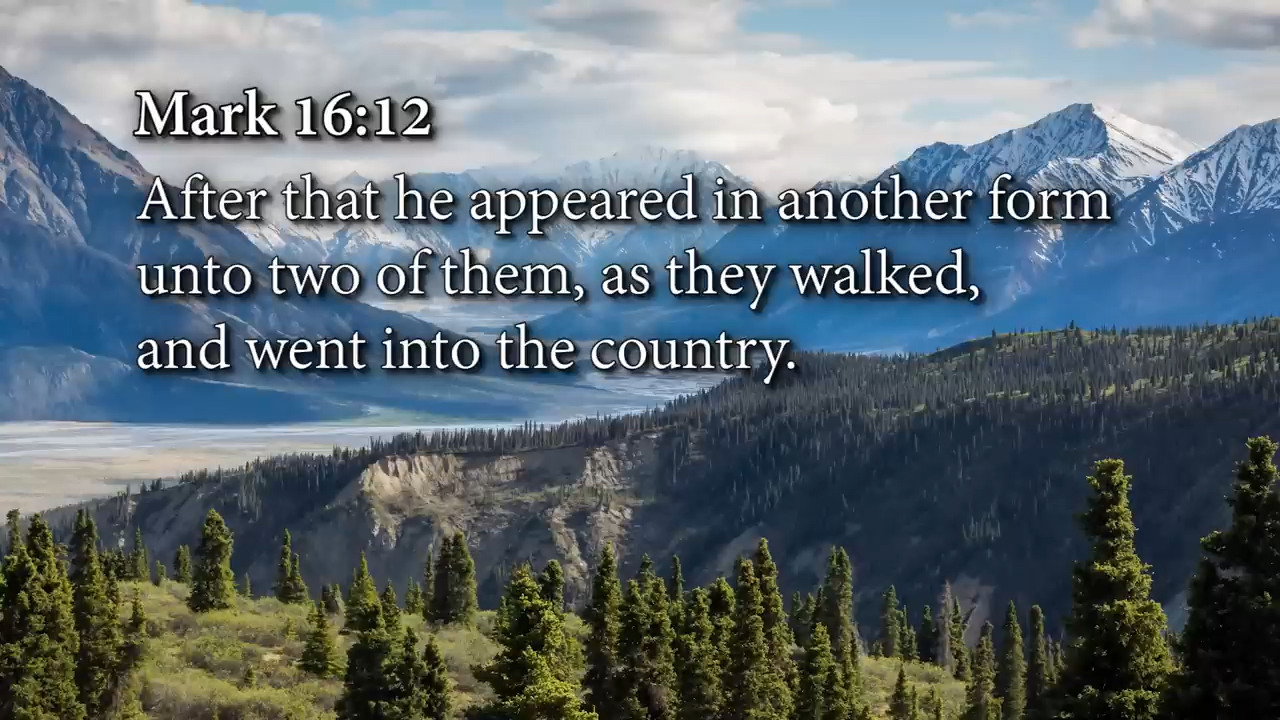 Mark 16:12
After that he appeared in another form
unto two of them, as they walked,
and went into the country.